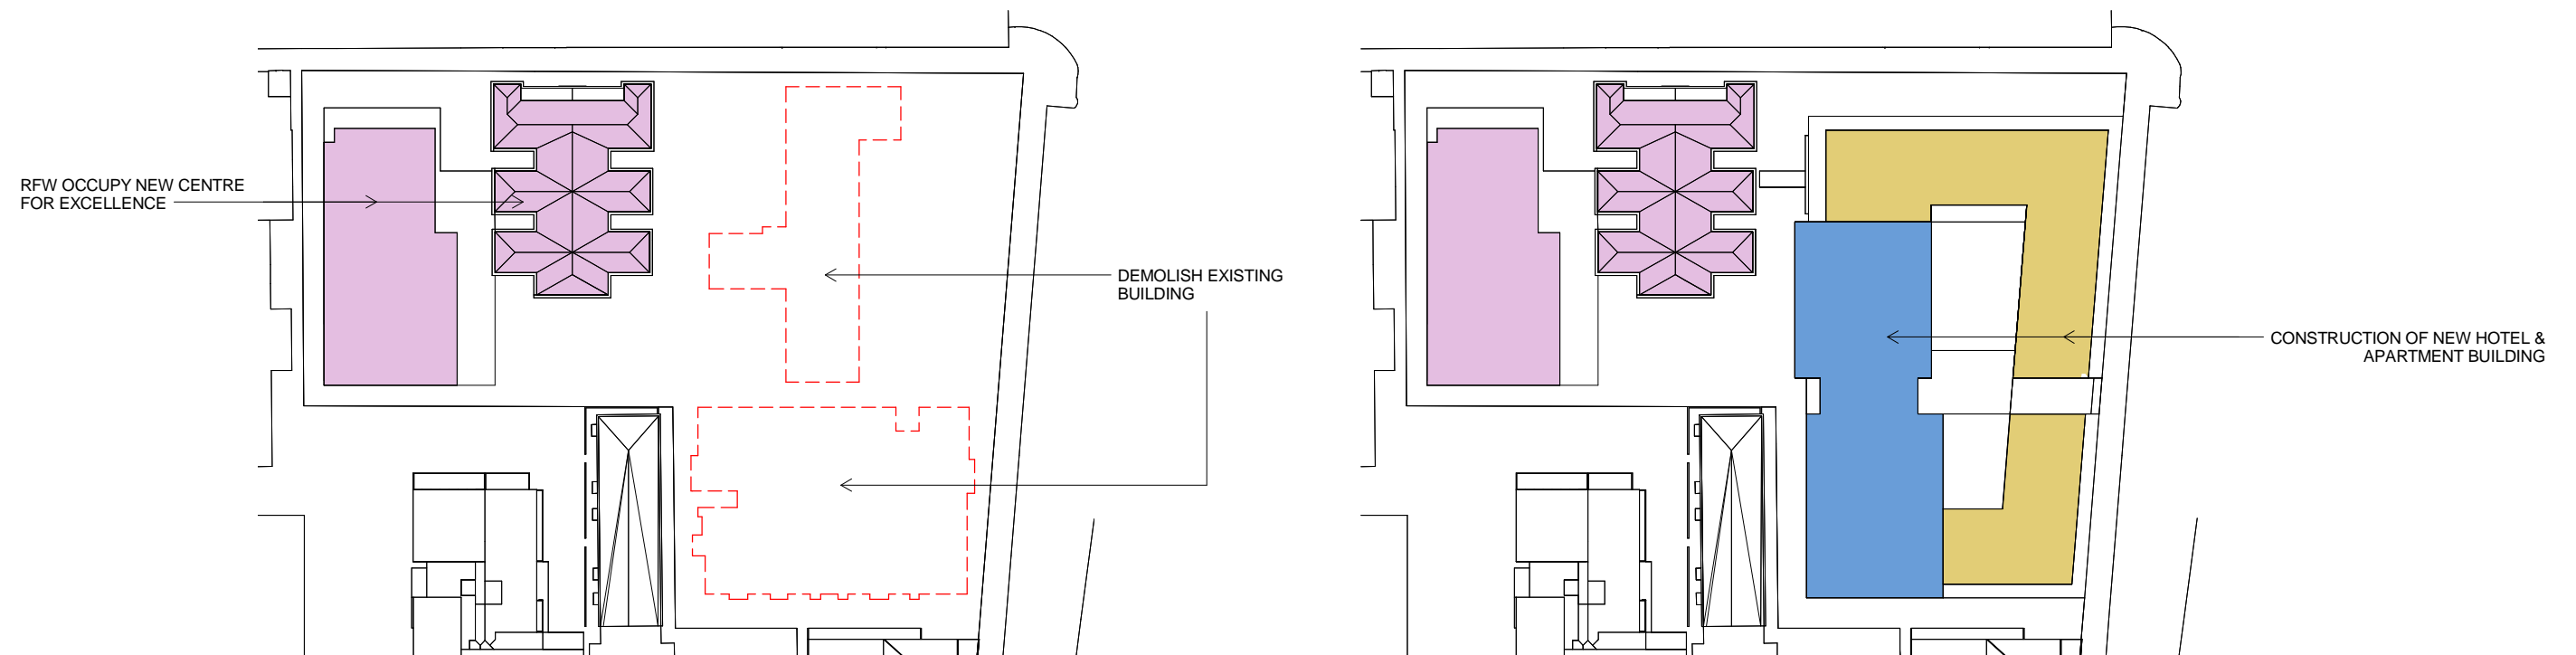 RFW OCCUPY NEW CENTRE
FOR EXCELLENCE
DEMOLISH EXISTING
BUILDING
CONSTRUCTION OF NEW HOTEL &
APARTMENT BUILDING